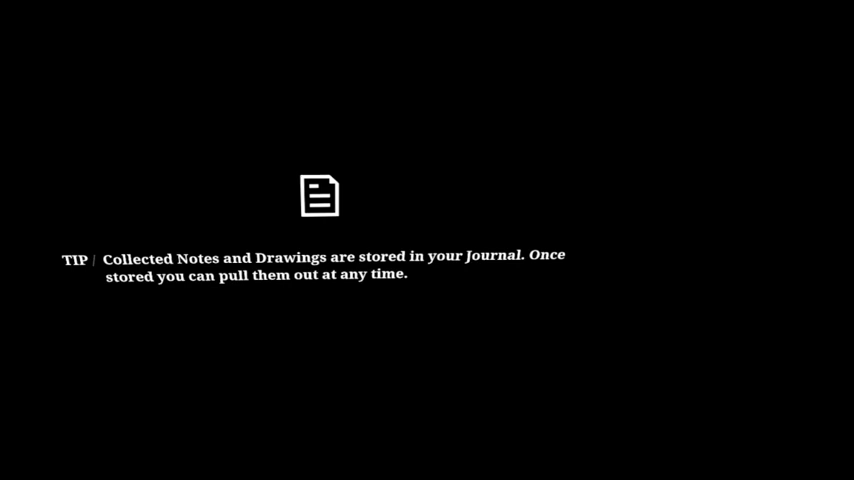 TIP | Collected Notes and Drawings are stored in your Journal. Once
stored you can pull them out at any time.